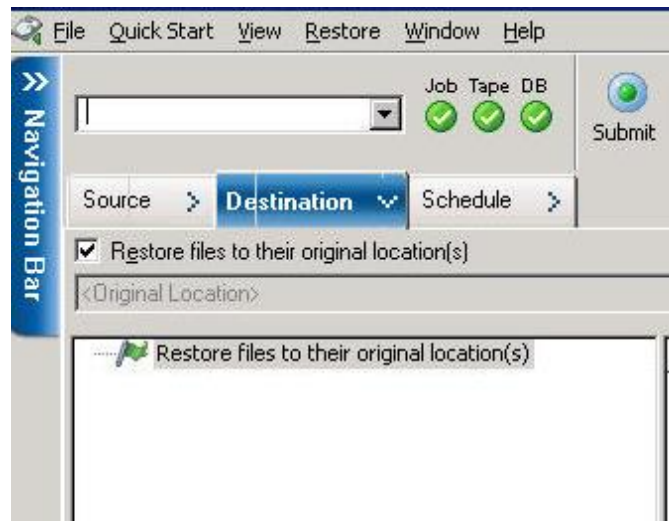 File Quick Start View Restore Window Help
Navigation Bar
Job Tape DB
Submit
Source Destination Schedule
Restore files to their original location(s)
<Original Location>
Restore files to their original location(s)